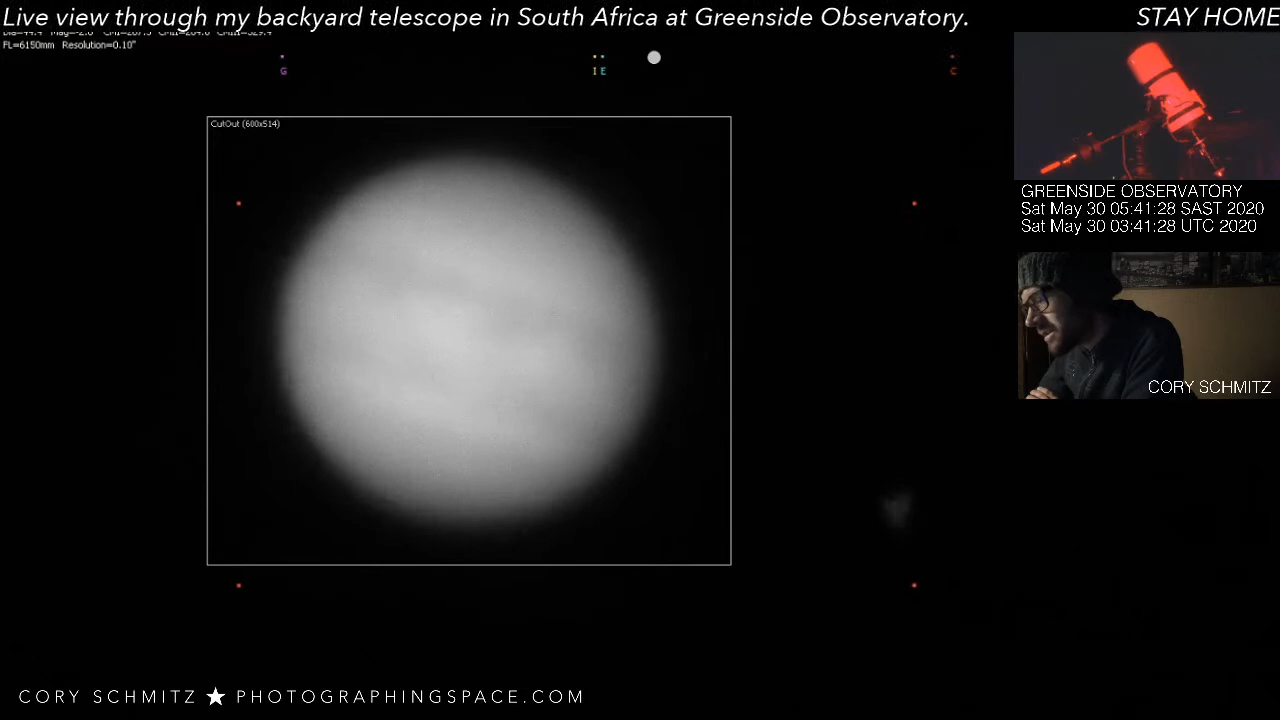 Live view through my backyard telescope in South Africa at Greenside Observatory.
STAY HOME
FL=6150mm Resolution=0.10"
G
I E
C
CutOut (600x514)
GREENSIDE OBSERVATORY
Sat May 30 05:41:28 SAST 2020
Sat May 30 03:41:28 UTC 2020
CORY SCHMITZ
CORY SCHMITZ ★ PHOTOGRAPHINGSPACE.COM